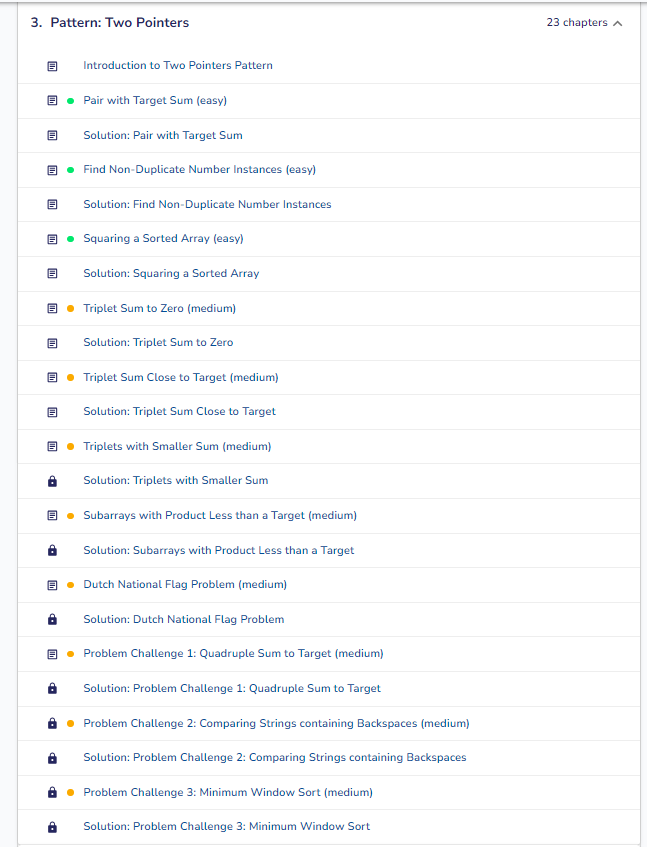 3. Pattern: Two Pointers 23 chapters
Introduction to Two Pointers Pattern
Pair with Target Sum (easy)
Solution: Pair with Target Sum
Find Non-Duplicate Number Instances (easy)
Solution: Find Non-Duplicate Number Instances
Squaring a Sorted Array (easy)
Solution: Squaring a Sorted Array
Triplet Sum to Zero (medium)
Solution: Triplet Sum to Zero
Triplet Sum Close to Target (medium)
Solution: Triplet Sum Close to Target
Triplets with Smaller Sum (medium)
Solution: Triplets with Smaller Sum
Subarrays with Product Less than a Target (medium)
Solution: Subarrays with Product Less than a Target
Dutch National Flag Problem (medium)
Solution: Dutch National Flag Problem
Problem Challenge 1: Quadruple Sum to Target (medium)
Solution: Problem Challenge 1: Quadruple Sum to Target
Problem Challenge 2: Comparing Strings containing Backspaces (medium)
Solution: Problem Challenge 2: Comparing Strings containing Backspaces
Problem Challenge 3: Minimum Window Sort (medium)
Solution: Problem Challenge 3: Minimum Window Sort